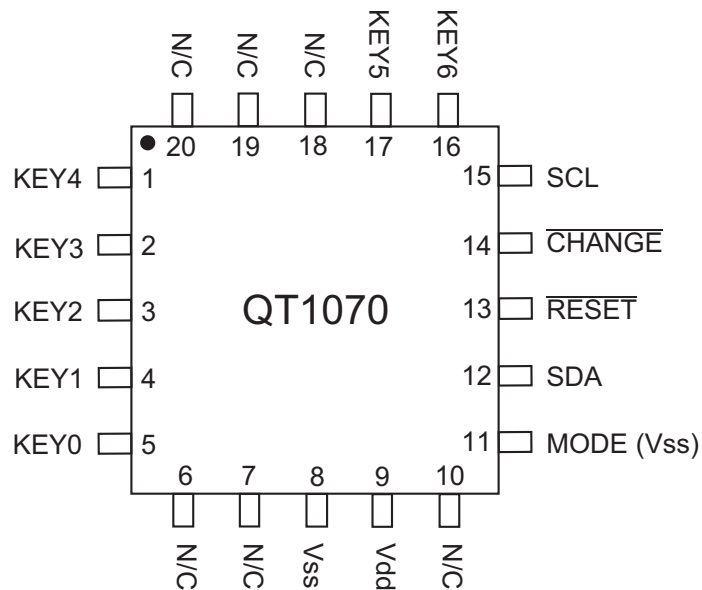 N/C
N/C
N/C
KEY5
KEY6
20
19
18
17
16
KEY4
1
15
SCL
KEY3
2
14
CHANGE
KEY2
3
QT1070
13
RESET
KEY1
4
12
SDA
KEY0
5
11
MODE (Vss)
6
7
8
9
10
N/C
N/C
Vss
Vdd
N/C